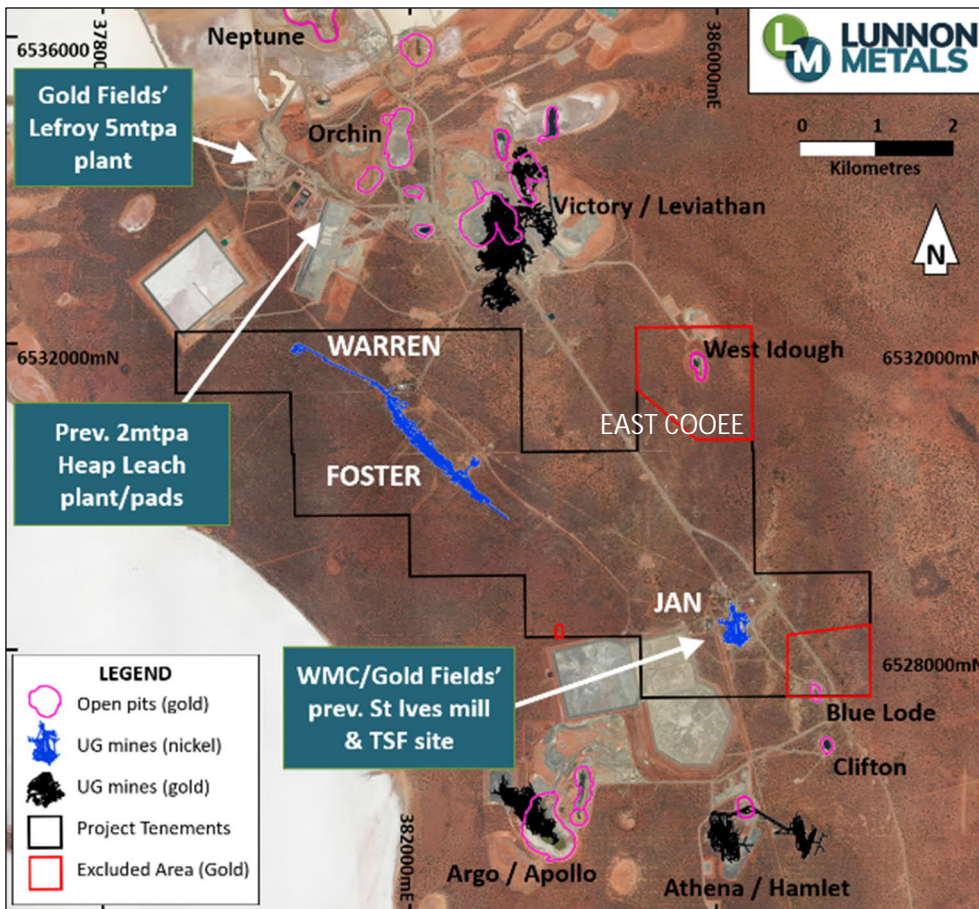 6536000
378000
Neptune
386000mE
LUNNON
METALS
Gold Fields'
Lefroy 5mtpa
plant
Orchin
0 1 2
Kilometres
Victory / Leviathan
N
WARREN
6532000mN
West Idough
6532000mN
EAST COOEE
Prev. 2mtpa
Heap Leach
plant/pads
FOSTER
JAN
LEGEND
Open pits (gold)
UG mines (nickel)
UG mines (gold)
Project Tenements
Excluded Area (Gold)
WMC/Gold Fields'
prev. St Ives mill
& TSF site
6528000mN
Blue Lode
Clifton
382000mE
Argo / Apollo
Athena / Hamlet